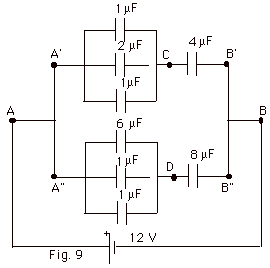 1 µF
2 µF
C
4 µF
A'
B'
1µF
A
B
6 µF
8 µF
1 µF
D
A"
B"
1 µF
+
12 V
Fig. 9